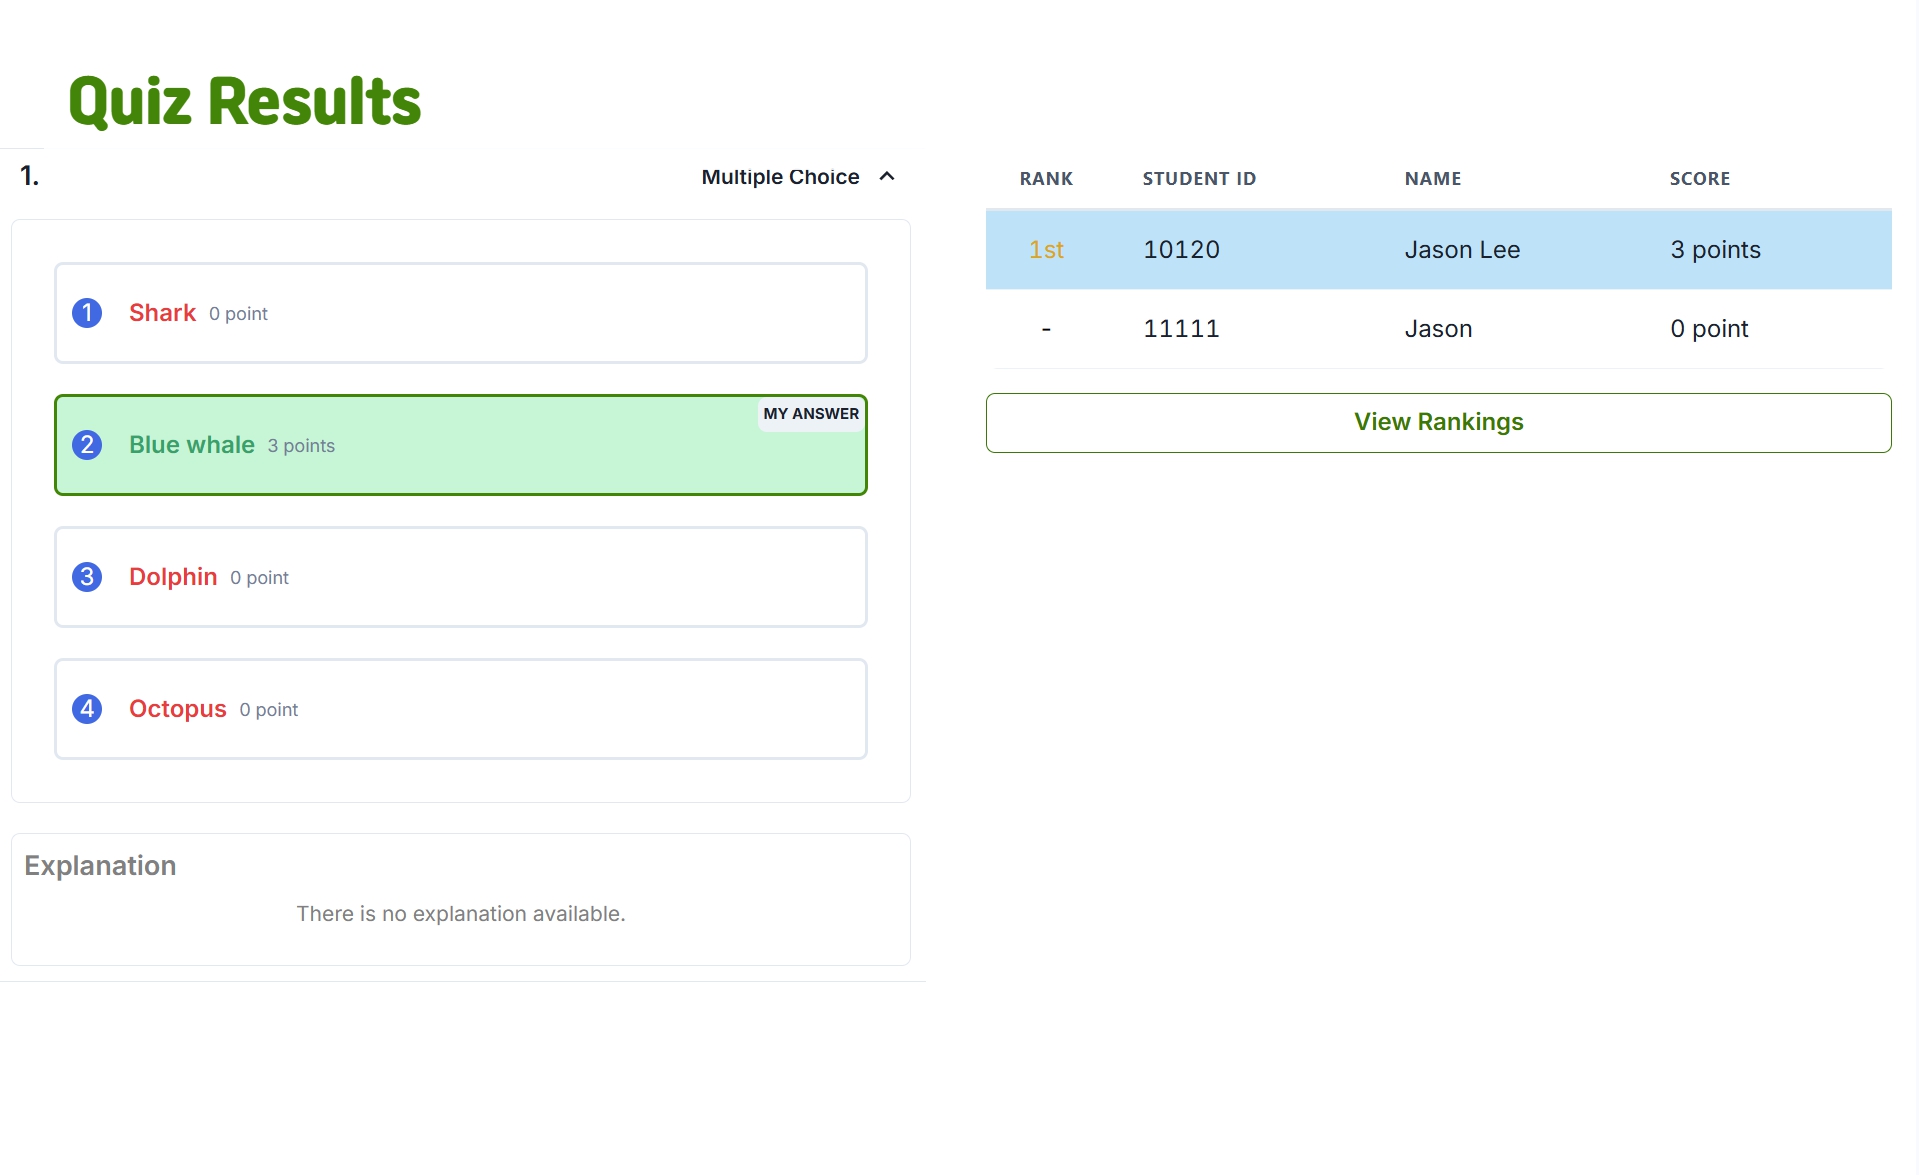 Quiz Results
1. Multiple Choice
1 Shark 0 point
MY ANSWER
2 Blue whale 3 points
3 Dolphin 0 point
4 Octopus 0 point
Explanation
There is no explanation available.
RANK STUDENT ID NAME SCORE
1st 10120 Jason Lee 3 points
- 11111 Jason 0 point
View Rankings